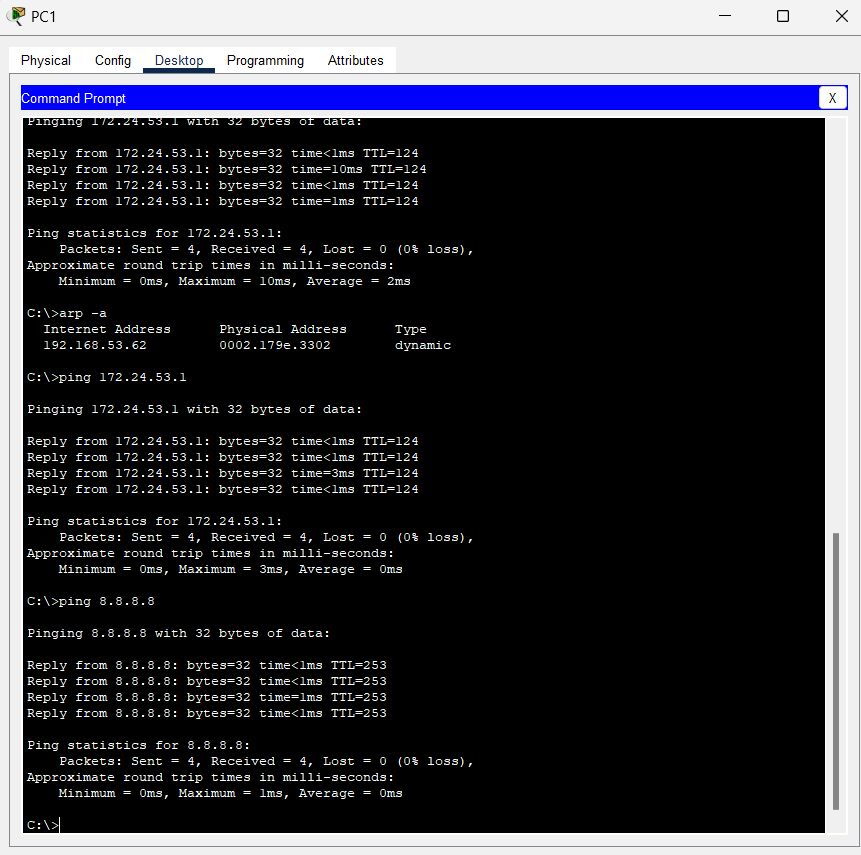 PC1
Physical Config Desktop Programming Attributes
Command Prompt
X
Pinging 172.24.53.1 with 32 bytes of data:
Reply from 172.24.53.1: bytes=32 time<1ms TTL=124
Reply from 172.24.53.1: bytes=32 time=10ms TTL=124
Reply from 172.24.53.1: bytes=32 time<1ms TTL=124
Reply from 172.24.53.1: bytes=32 time=1ms TTL=124
Ping statistics for 172.24.53.1:
Packets: Sent = 4, Received = 4, Lost = 0 (0% loss),
Approximate round trip times in milli-seconds:
Minimum = 0ms, Maximum = 10ms, Average = 2ms
C:\>arp -a
Internet Address Physical Address Type
192.168.53.62 0002.179e.3302 dynamic
C:\>ping 172.24.53.1
Pinging 172.24.53.1 with 32 bytes of data:
Reply from 172.24.53.1: bytes=32 time<1ms TTL=124
Reply from 172.24.53.1: bytes=32 time<1ms TTL=124
Reply from 172.24.53.1: bytes=32 time=3ms TTL=124
Reply from 172.24.53.1: bytes=32 time<1ms TTL=124
Ping statistics for 172.24.53.1:
Packets: Sent = 4, Received = 4, Lost = 0 (0% loss),
Approximate round trip times in milli-seconds:
Minimum = 0ms, Maximum = 3ms, Average = 0ms
C:\>ping 8.8.8.8
Pinging 8.8.8.8 with 32 bytes of data:
Reply from 8.8.8.8: bytes=32 time<1ms TTL=253
Reply from 8.8.8.8: bytes=32 time<1ms TTL=253
Reply from 8.8.8.8: bytes=32 time=1ms TTL=253
Reply from 8.8.8.8: bytes=32 time<1ms TTL=253
Ping statistics for 8.8.8.8:
Packets: Sent = 4, Received = 4, Lost = 0 (0% loss),
Approximate round trip times in milli-seconds:
Minimum = 0ms, Maximum = 1ms, Average = 0ms
C:\>